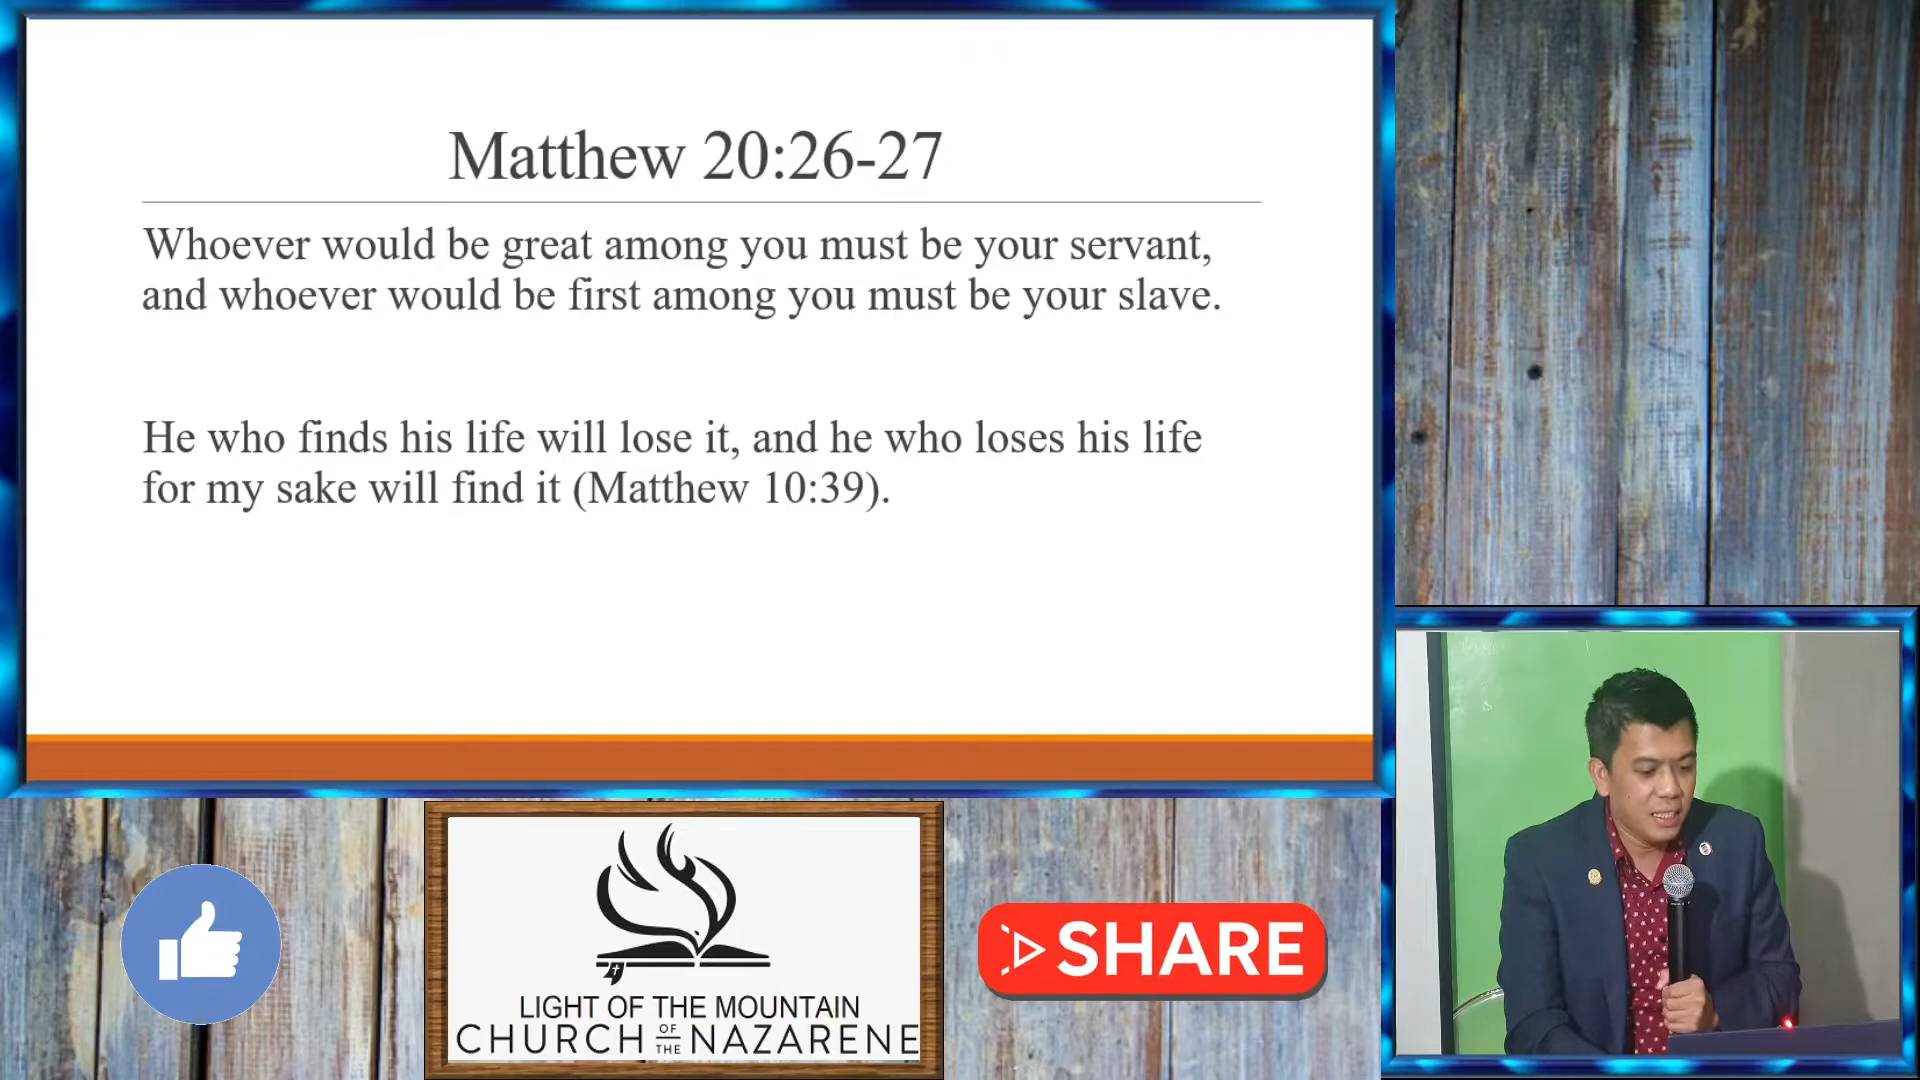 Matthew 20:26-27
Whoever would be great among you must be your servant,
and whoever would be first among you must be your slave.
He who finds his life will lose it, and he who loses his life
for my sake will find it (Matthew 10:39).
LIGHT OF THE MOUNTAIN
CHURCH OF THE NAZARENE
SHARE